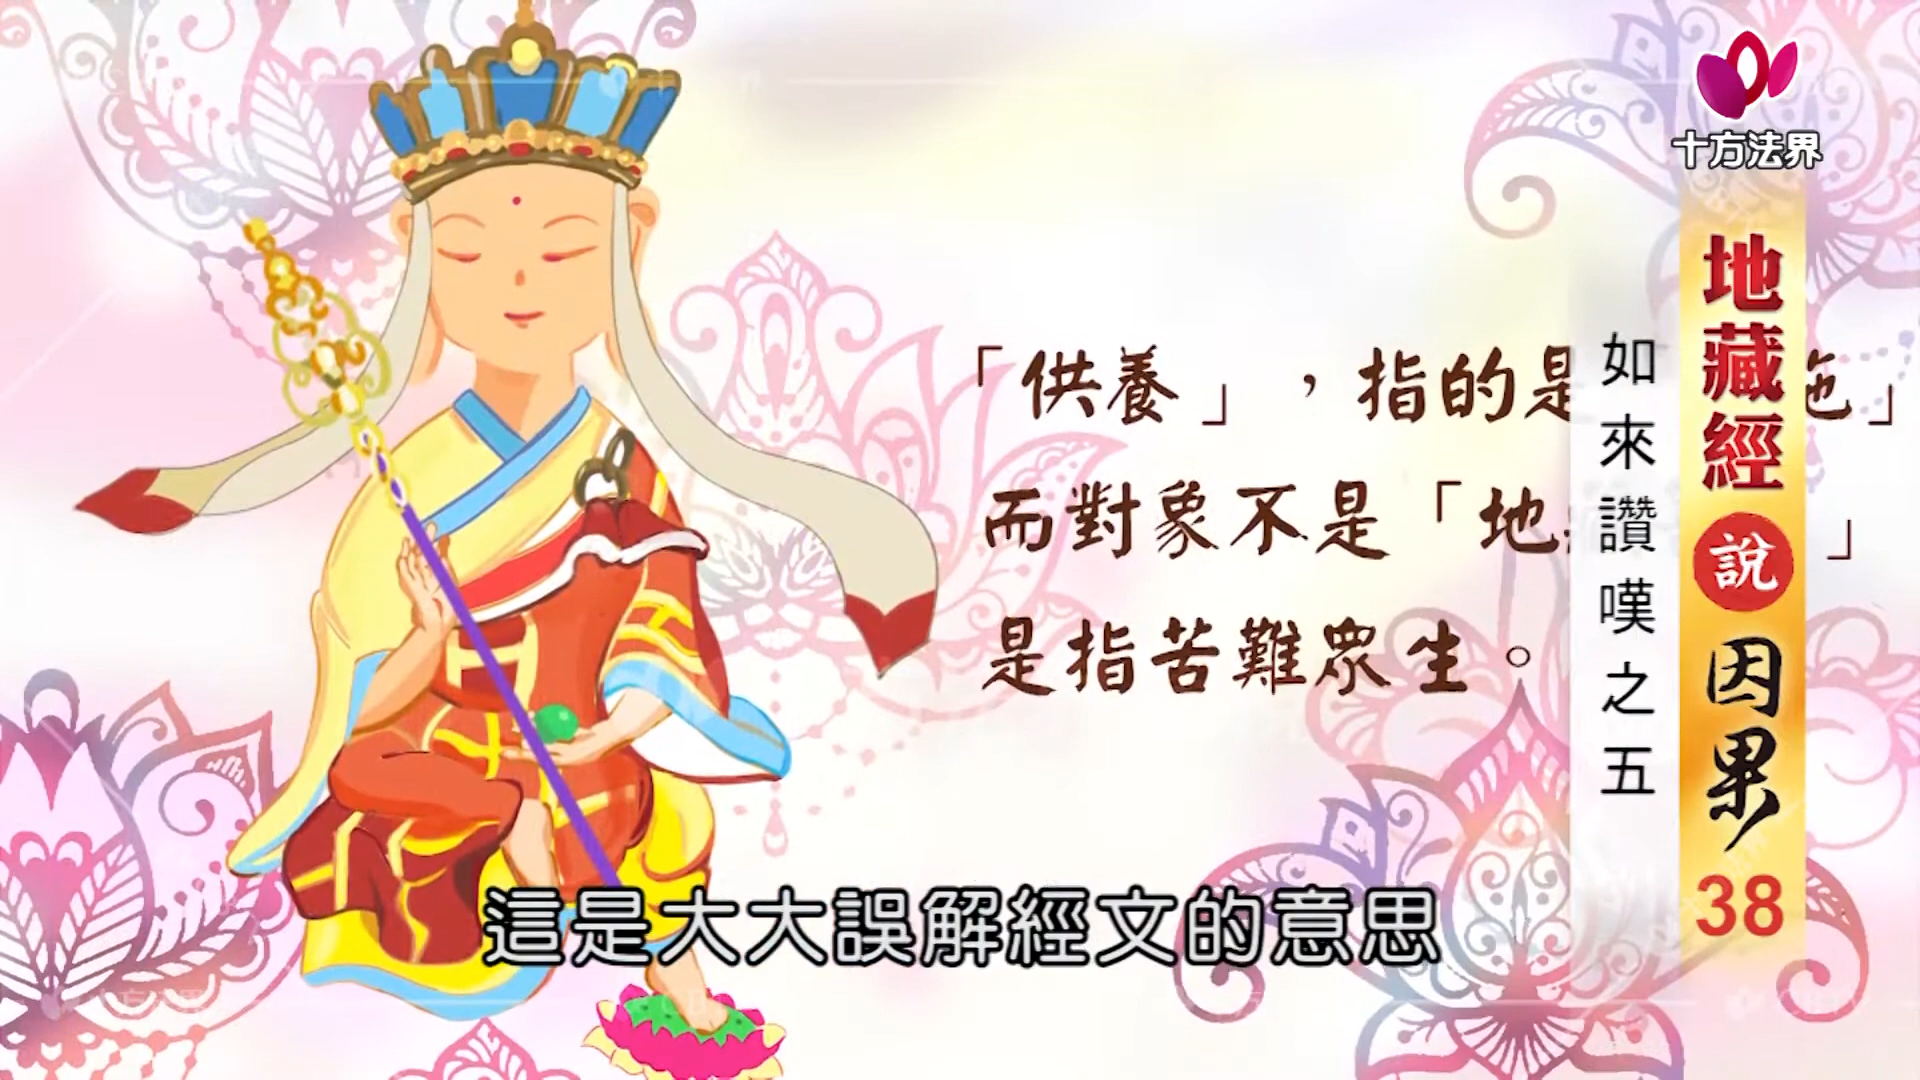 十方法界
「供養」，指的是
」
而對象不是「地
」
是指苦難眾生。
如來讚嘆之五
地藏經說因果38
這是大大誤解經文的意思